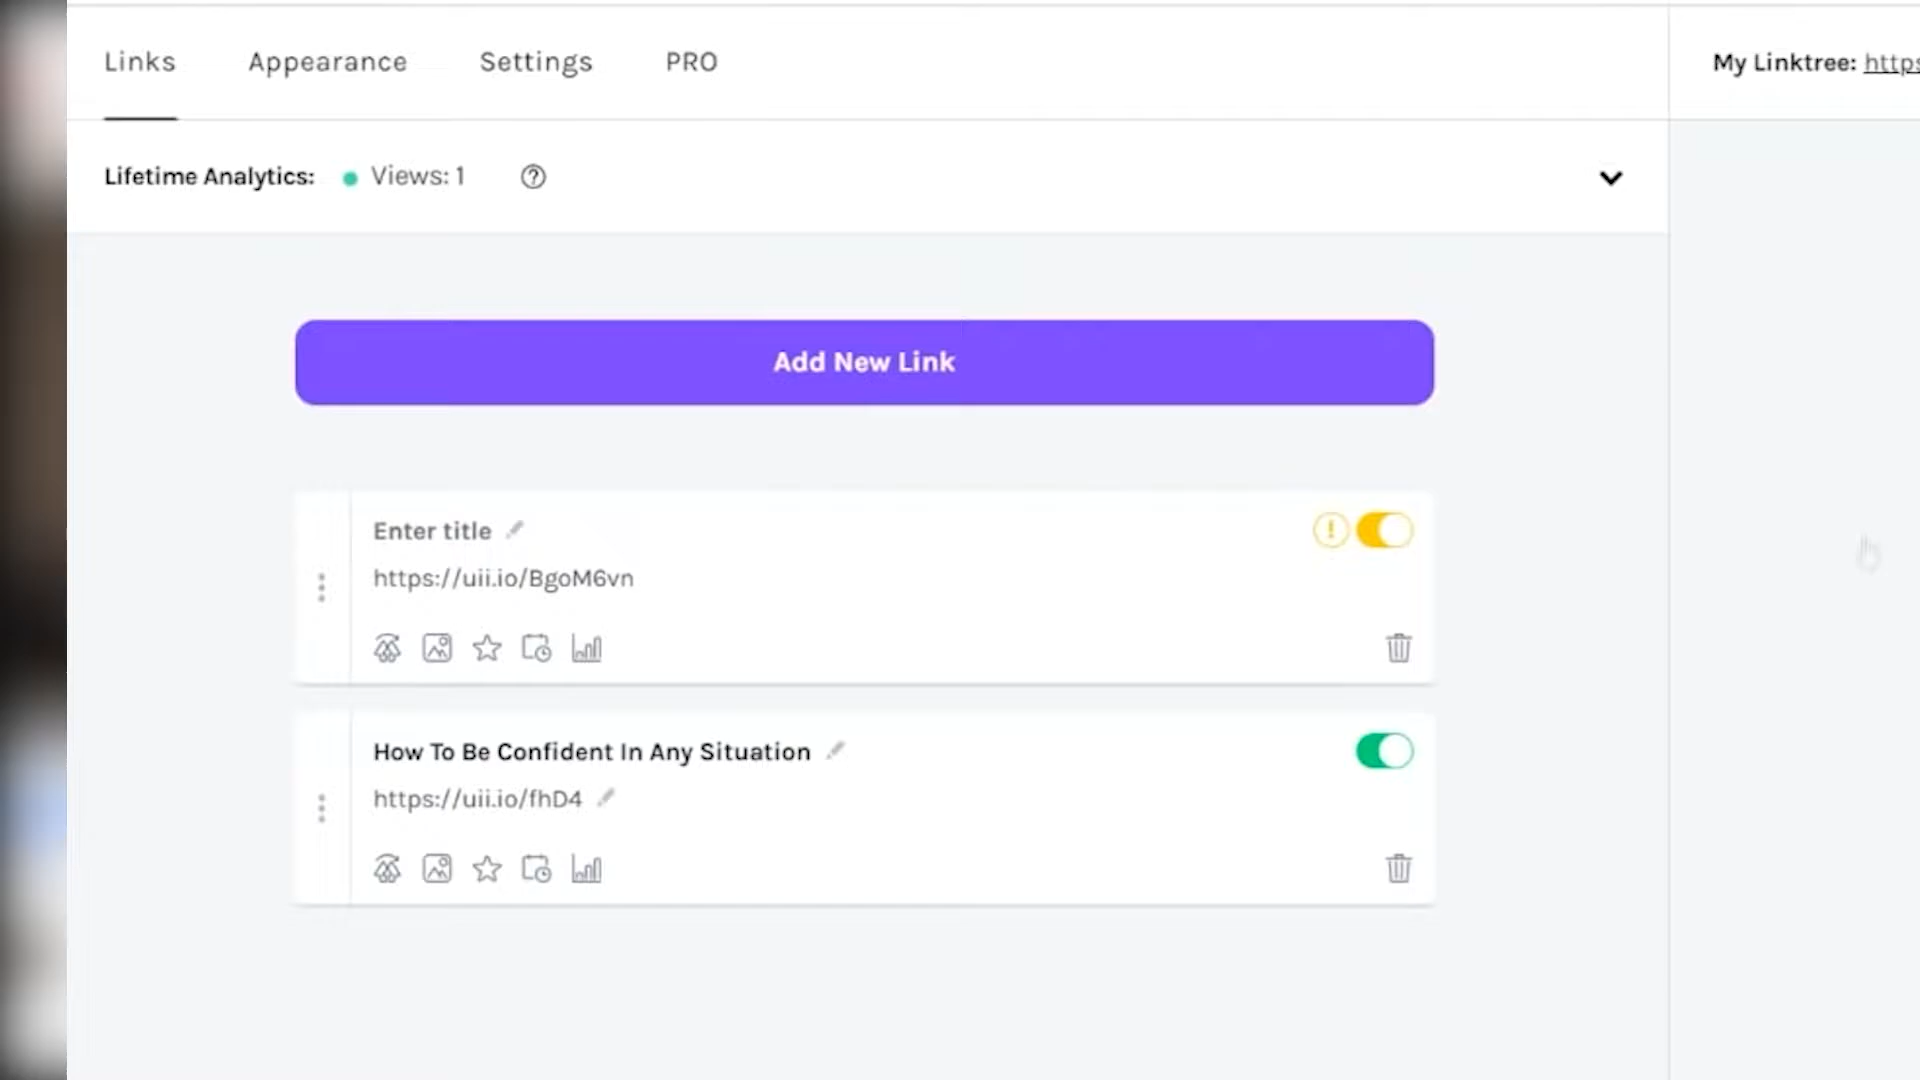 Links Appearance Settings PRO My Linktree: https
Lifetime Analytics: Views: 1
Add New Link
Enter title
https://uii.io/BgoM6vn
How To Be Confident In Any Situation
https://uii.io/fhD4